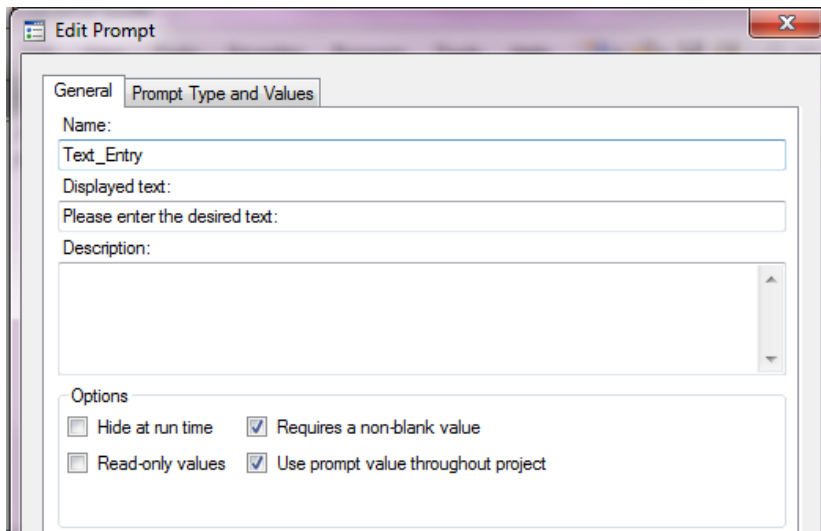 Edit Prompt
General Prompt Type and Values
Name:
Text_Entry
Displayed text:
Please enter the desired text:
Description:
Options
Hide at run time Requires a non-blank value
Read-only values Use prompt value throughout project